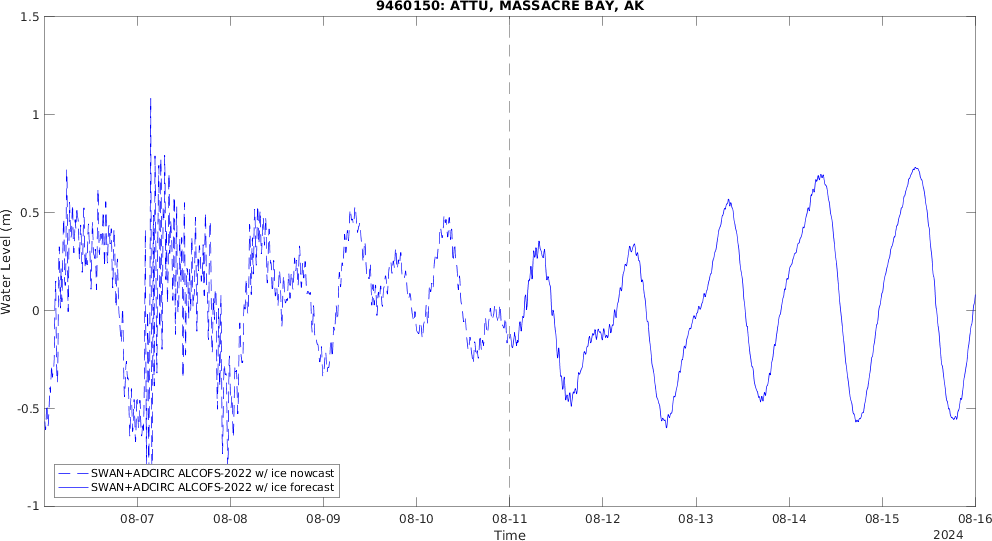 9460150: ATTU, MASSACRE BAY, AK
1.5
1
0.5
0
-0.5
-1
Water Level (m)
SWAN+ADCIRC ALCOFS-2022 w/ ice nowcast
SWAN+ADCIRC ALCOFS-2022 w/ ice forecast
08-07 08-08 08-09 08-10 08-11 08-12 08-13 08-14 08-15 08-16
Time
2024